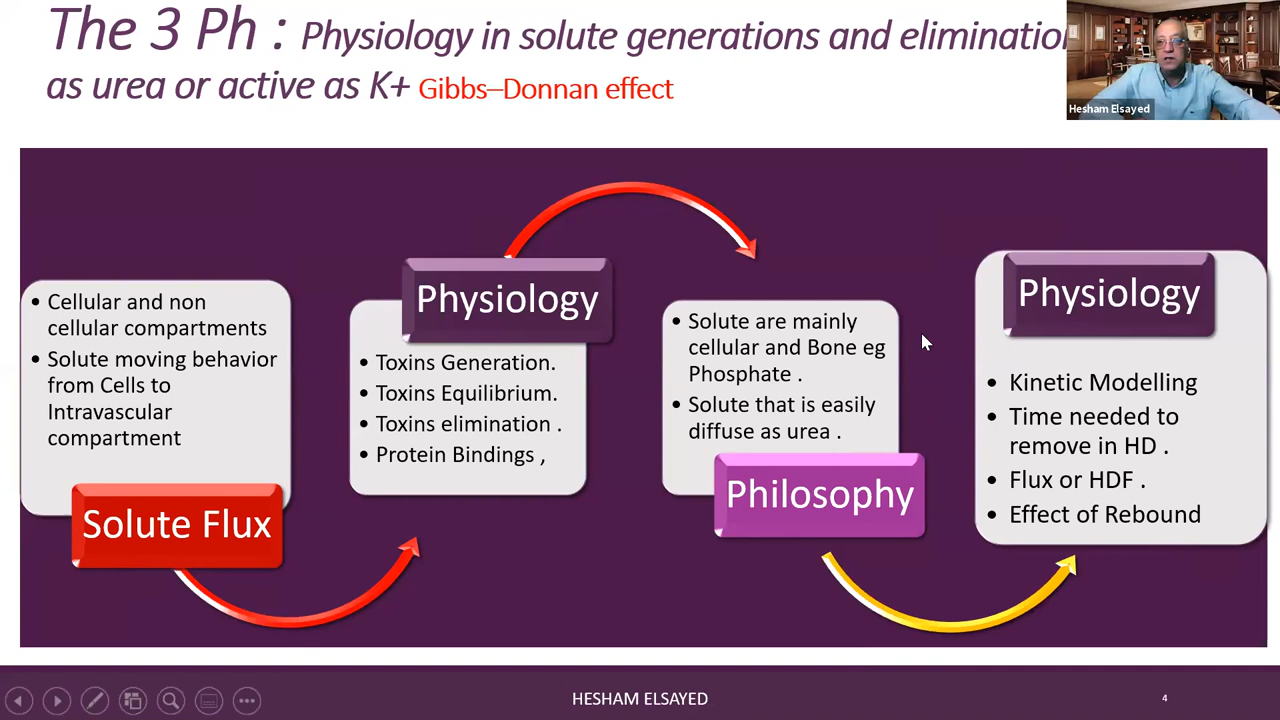 The 3 Ph : Physiology in solute generations and elimination
as urea or active as K+ Gibbs–Donnan effect
Hesham Elsayed
• Cellular and non
cellular compartments
• Solute moving behavior
from Cells to
Intravascular
compartment
Solute Flux
Physiology
• Toxins Generation.
• Toxins Equilibrium.
• Toxins elimination .
• Protein Bindings ,
• Solute are mainly
cellular and Bone eg
Phosphate .
• Solute that is easily
diffuse as urea .
Philosophy
Physiology
• Kinetic Modelling
• Time needed to
remove in HD .
• Flux or HDF .
• Effect of Rebound
HESHAM ELSAYED
4